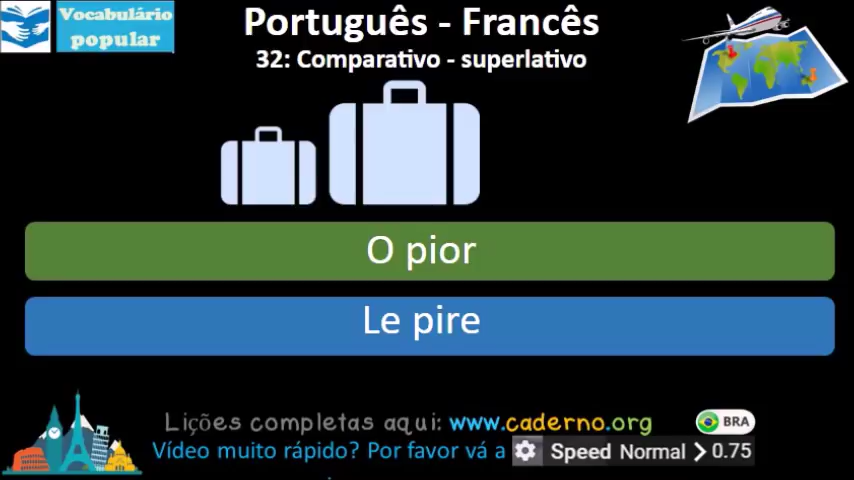 Vocabulário
popular
Português - Francês
32: Comparativo - superlativo
O pior
Le pire
Lições completas aqui: www.caderno.org
BRA
Vídeo muito rápido? Por favor vá a Speed Normal > 0.75